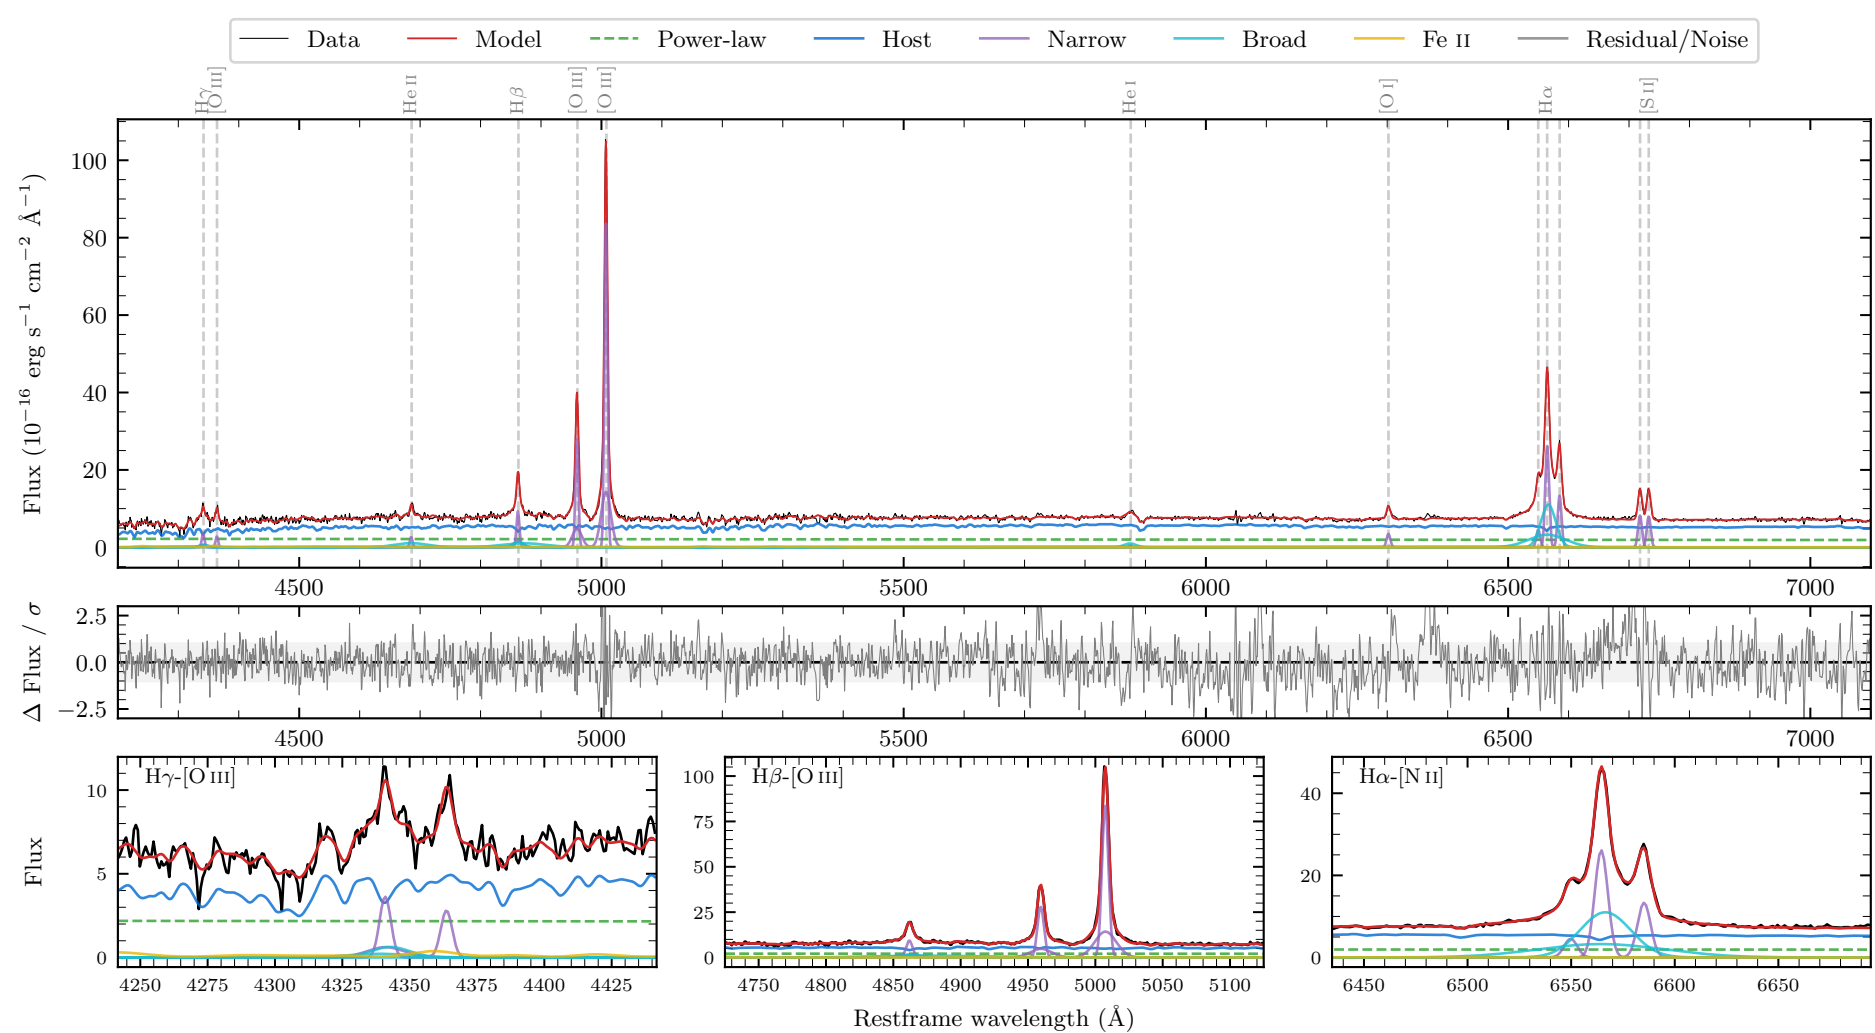 Data Model Power-law Host Narrow Broad Fe II Residual/Noise
Hγ [O III] He II Hβ [O III] [O III] He I [O I] Hα [S II]
Flux (10−16 erg s−1 cm−2 Å−1)
100
80
60
40
20
0
4500 5000 5500 6000 6500 7000
Δ Flux / σ
2.5
0.0
−2.5
4500 5000 5500 6000 6500 7000
Flux
Hγ-[O III]
10
5
0
4250 4275 4300 4325 4350 4375 4400 4425
Hβ-[O III]
100
75
50
25
0
4750 4800 4850 4900 4950 5000 5050 5100
Hα-[N II]
40
20
0
6450 6500 6550 6600 6650
Restframe wavelength (Å)